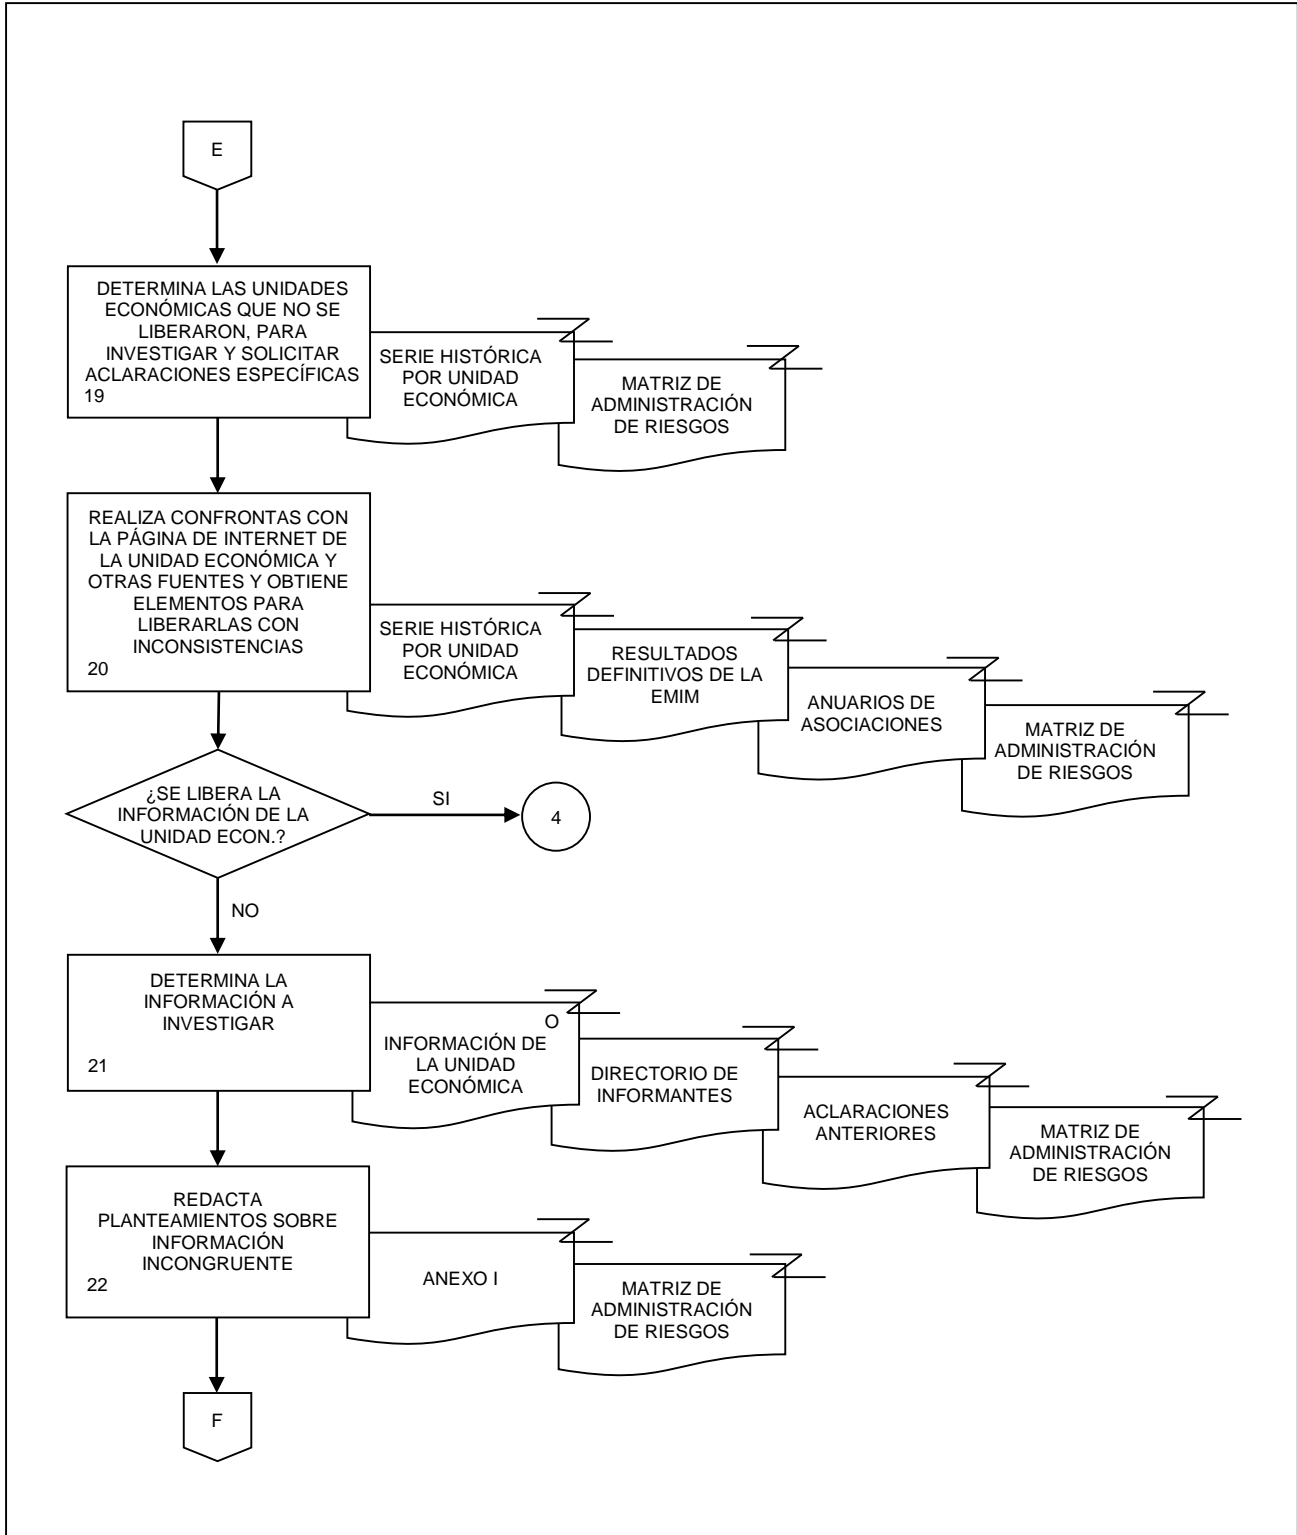 E
DETERMINA LAS UNIDADES
ECONÓMICAS QUE NO SE
LIBERARON, PARA
INVESTIGAR Y SOLICITAR
ACLARACIONES ESPECÍFICAS
19
SERIE HISTÓRICA
POR UNIDAD
ECONÓMICA
MATRIZ DE
ADMINISTRACIÓN
DE RIESGOS
REALIZA CONFRONTAS CON
LA PÁGINA DE INTERNET DE
LA UNIDAD ECONÓMICA Y
OTRAS FUENTES Y OBTIENE
ELEMENTOS PARA
LIBERARLAS CON
INCONSISTENCIAS
20
SERIE HISTÓRICA
POR UNIDAD
ECONÓMICA
RESULTADOS
DEFINITIVOS DE LA
EMIM
ANUARIOS DE
ASOCIACIONES
MATRIZ DE
ADMINISTRACIÓN
DE RIESGOS
¿SE LIBERA LA
INFORMACIÓN DE LA
UNIDAD ECON.?
SI
4
NO
DETERMINA LA
INFORMACIÓN A
INVESTIGAR
21
O
INFORMACIÓN DE
LA UNIDAD
ECONÓMICA
DIRECTORIO DE
INFORMANTES
ACLARACIONES
ANTERIORES
MATRIZ DE
ADMINISTRACIÓN
DE RIESGOS
REDACTA
PLANTEAMIENTOS SOBRE
INFORMACIÓN
INCONGRUENTE
22
ANEXO I
MATRIZ DE
ADMINISTRACIÓN
DE RIESGOS
F